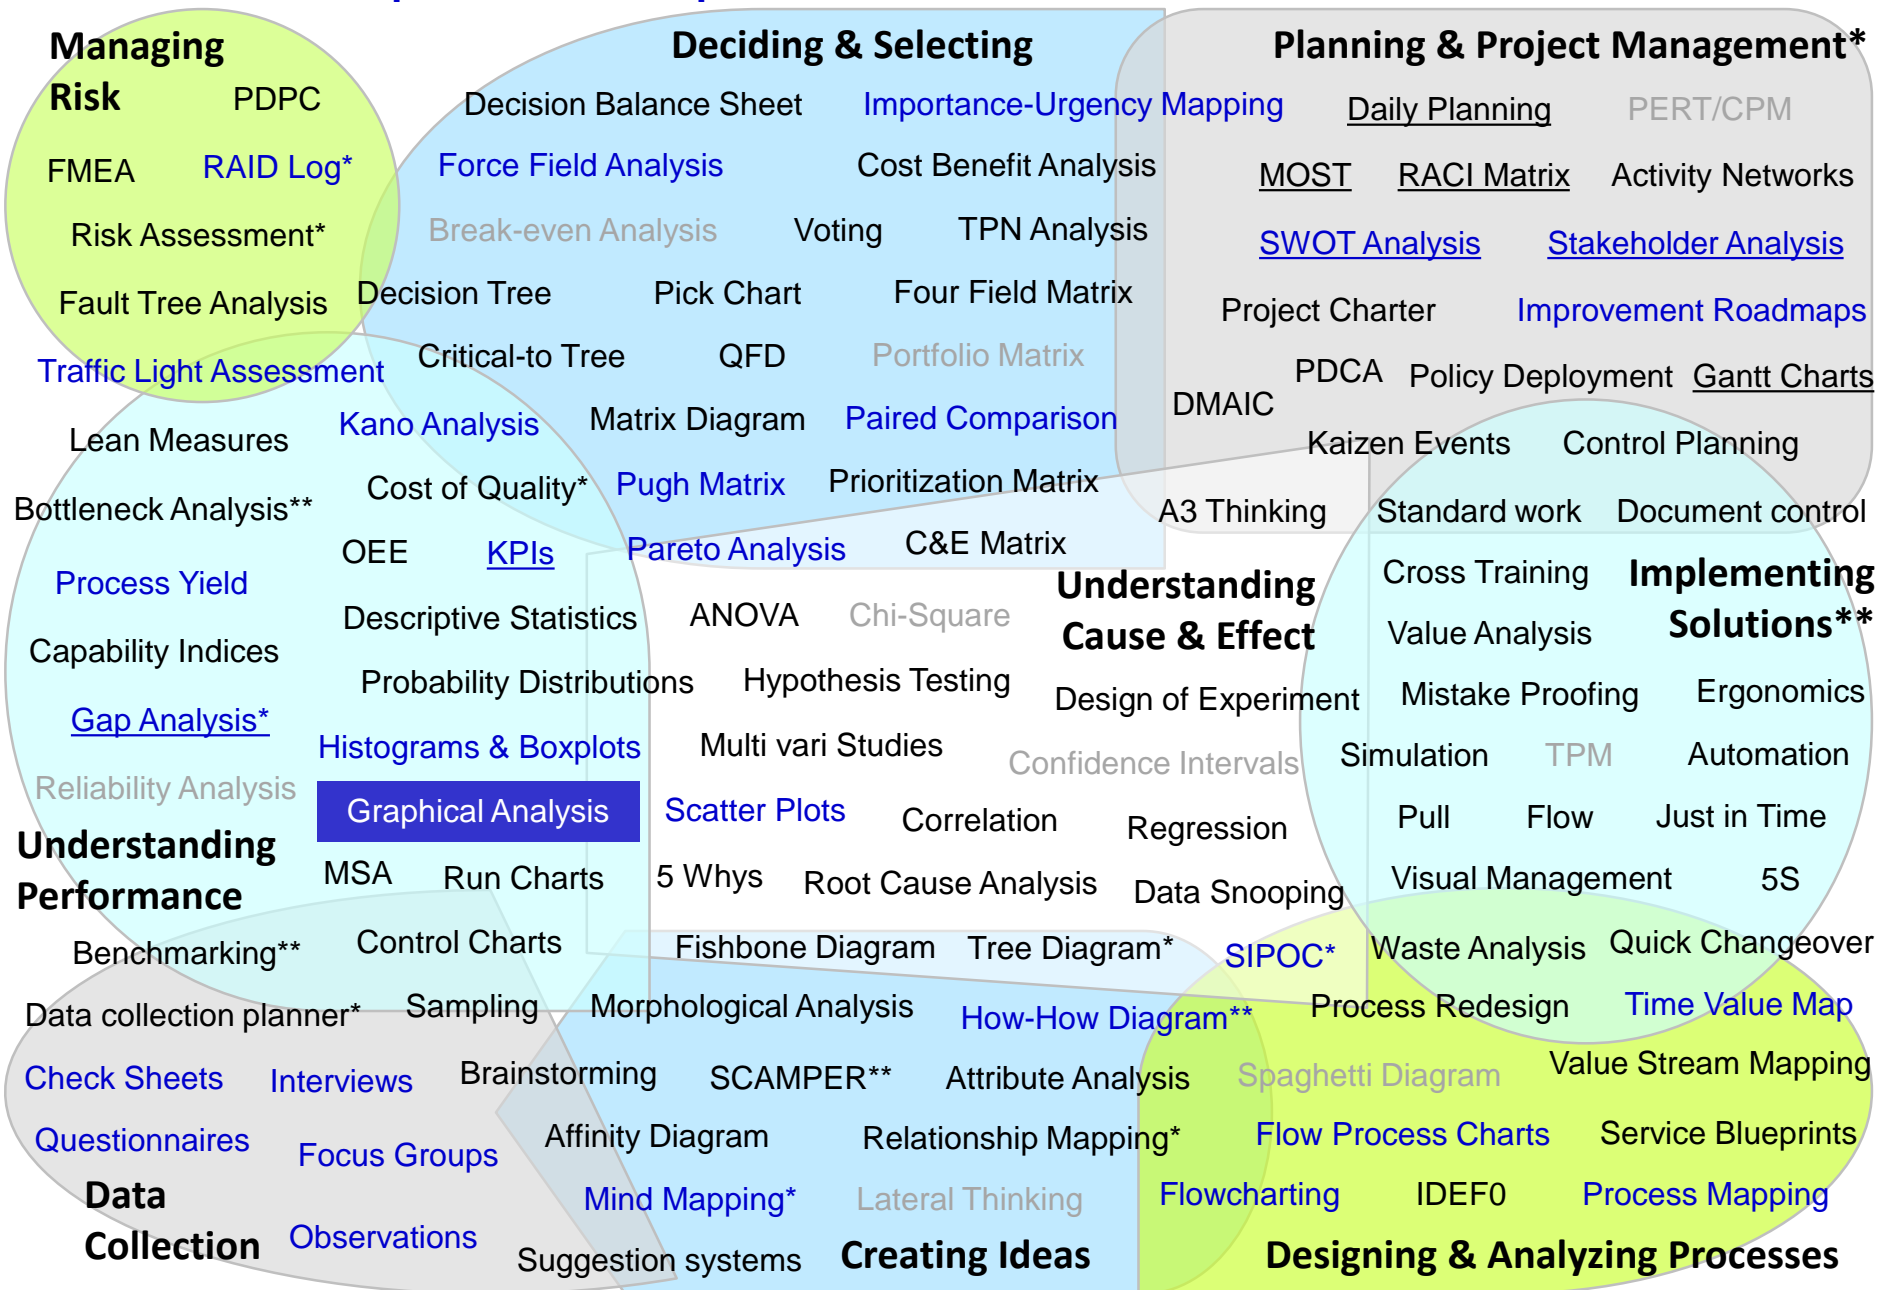 Managing
Risk
Deciding & Selecting
Planning & Project Management*
PDPC
Decision Balance Sheet
Importance-Urgency Mapping
Daily Planning
PERT/CPM
FMEA
RAID Log*
Force Field Analysis
Cost Benefit Analysis
MOST
RACI Matrix
Activity Networks
Risk Assessment*
Break-even Analysis
Voting
TPN Analysis
SWOT Analysis
Stakeholder Analysis
Fault Tree Analysis
Decision Tree
Pick Chart
Four Field Matrix
Project Charter
Improvement Roadmaps
Traffic Light Assessment
Critical-to Tree
QFD
Portfolio Matrix
PDCA
Policy Deployment
Gantt Charts
DMAIC
Lean Measures
Kano Analysis
Matrix Diagram
Paired Comparison
Kaizen Events
Control Planning
Bottleneck Analysis**
Cost of Quality*
Pugh Matrix
Prioritization Matrix
A3 Thinking
Standard work
Document control
OEE
KPIs
Pareto Analysis
C&E Matrix
Understanding
Cause & Effect
Cross Training
Implementing
Solutions**
Process Yield
Descriptive Statistics
ANOVA
Chi-Square
Value Analysis
Capability Indices
Probability Distributions
Hypothesis Testing
Design of Experiment
Mistake Proofing
Ergonomics
Gap Analysis*
Histograms & Boxplots
Multi vari Studies
Confidence Intervals
Simulation
TPM
Automation
Reliability Analysis
Graphical Analysis
Scatter Plots
Correlation
Regression
Pull
Flow
Just in Time
Understanding
Performance
MSA
Run Charts
5 Whys
Root Cause Analysis
Data Snooping
Visual Management
5S
Benchmarking**
Control Charts
Fishbone Diagram
Tree Diagram*
SIPOC*
Waste Analysis
Quick Changeover
Data collection planner*
Sampling
Morphological Analysis
How-How Diagram**
Process Redesign
Time Value Map
Check Sheets
Interviews
Brainstorming
SCAMPER**
Attribute Analysis
Spaghetti Diagram
Value Stream Mapping
Questionnaires
Focus Groups
Affinity Diagram
Relationship Mapping*
Flow Process Charts
Service Blueprints
Data
Collection
Observations
Mind Mapping*
Lateral Thinking
Flowcharting
IDEF0
Process Mapping
Suggestion systems
Creating Ideas
Designing & Analyzing Processes